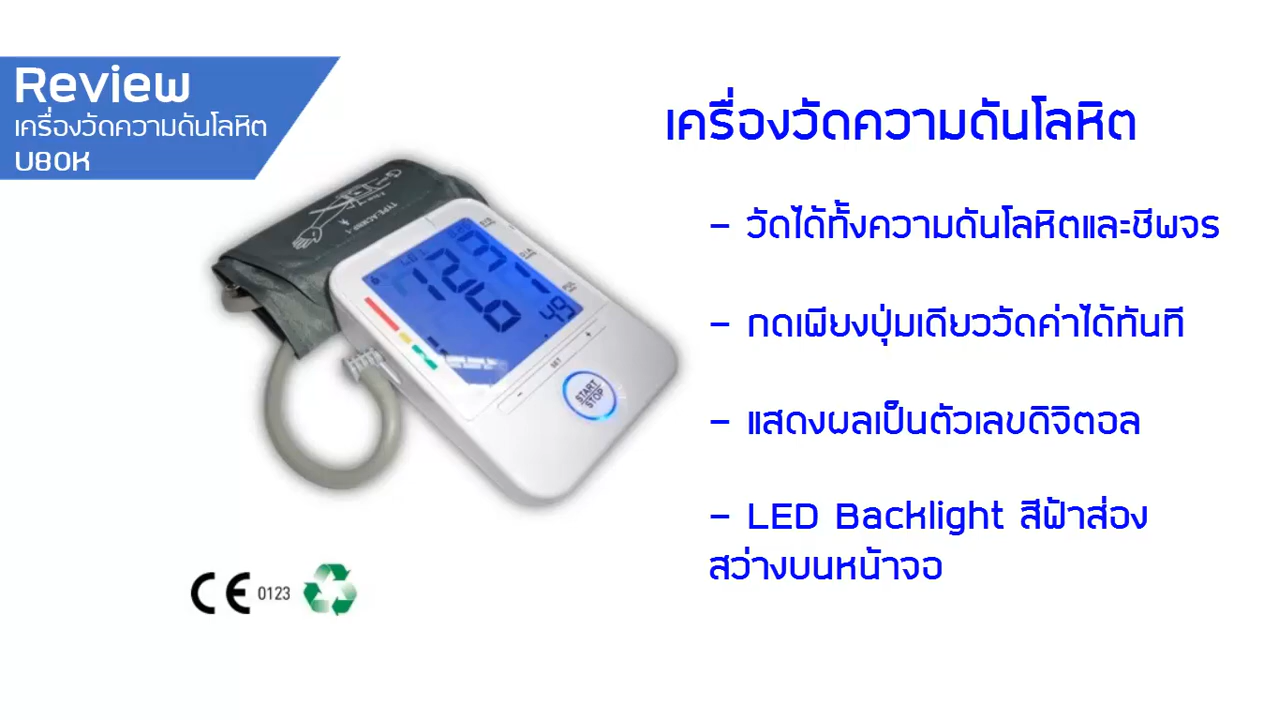 Review
เครื่องวัดความดันโลหิต
U80K
เครื่องวัดความดันโลหิต
- วัดได้ทั้งความดันโลหิตและชีพจร
- กดเพียงปุ่มเดียววัดค่าได้ทันที
- แสดงผลเป็นตัวเลขดิจิตอล
- LED Backlight สีฟ้าส่อง
สว่างบนหน้าจอ
49
- SET +
START
STOP
CE 0123